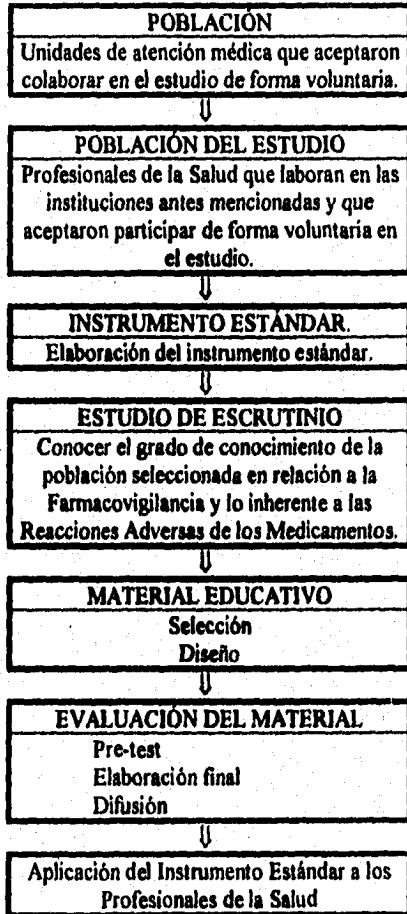 POBLACIÓN
Unidades de atención médica que aceptaron
colaborar en el estudio de forma voluntaria.
POBLACIÓN DEL ESTUDIO
Profesionales de la Salud que laboran en las
instituciones antes mencionadas y que
aceptaron participar de forma voluntaria en
el estudio.
INSTRUMENTO ESTÁNDAR.
Elaboración del instrumento estándar.
ESTUDIO DE ESCRUTINIO
Conocer el grado de conocimiento de la
población seleccionada en relación a la
Farmacovigilancia y lo inherente a las
Reacciones Adversas de los Medicamentos.
MATERIAL EDUCATIVO
Selección
Diseño
EVALUACIÓN DEL MATERIAL
Pre-test
Elaboración final
Difusión
Aplicación del Instrumento Estándar a los
Profesionales de la Salud